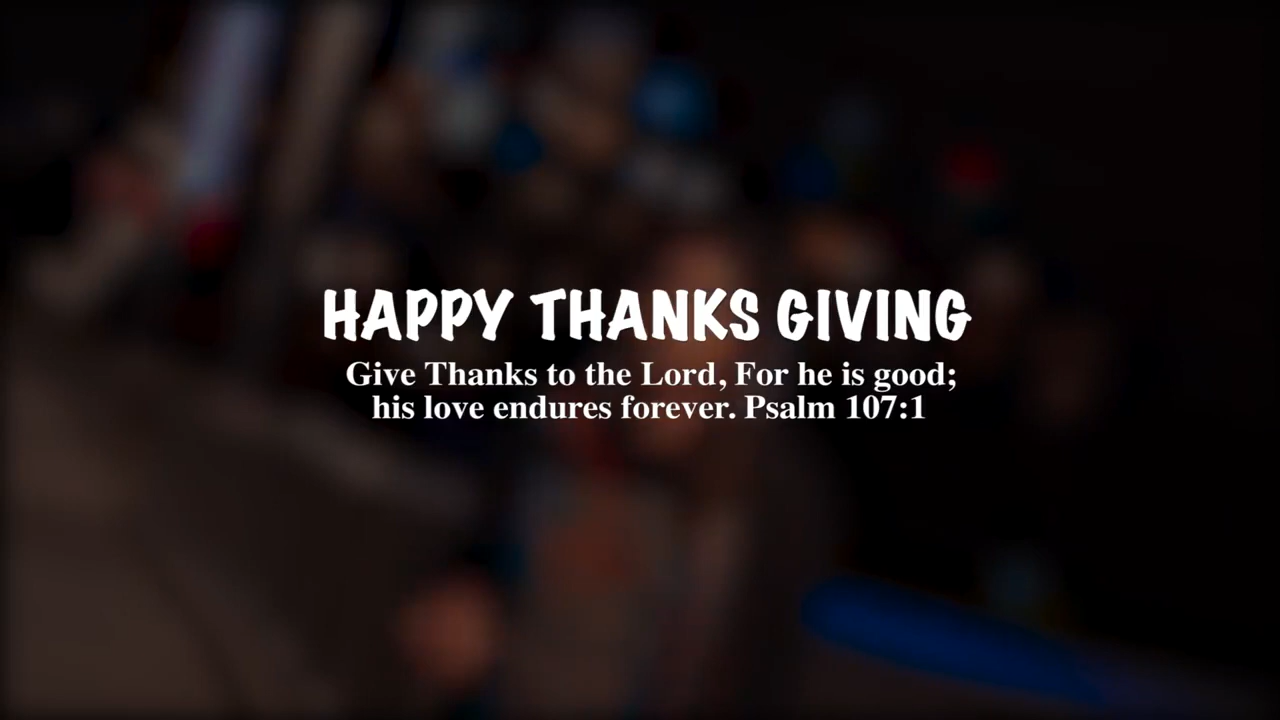 HAPPY THANKS GIVING
Give Thanks to the Lord, For he is good;
his love endures forever. Psalm 107:1